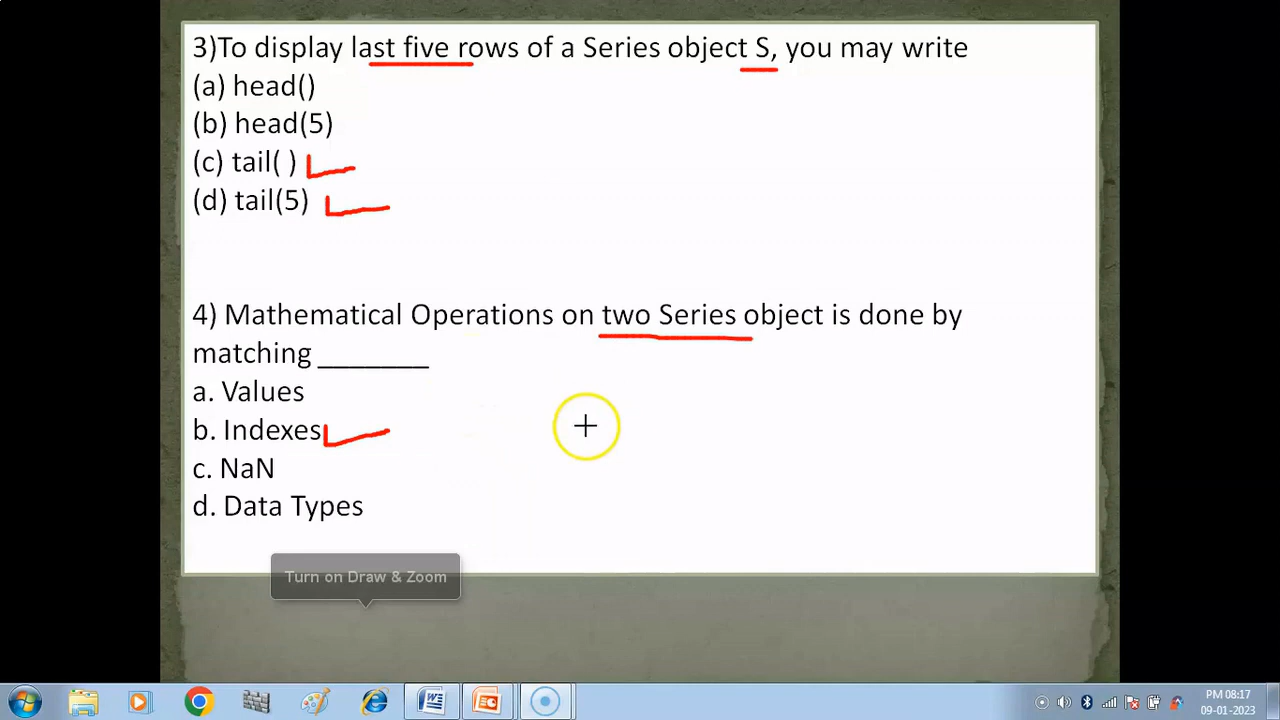 3)To display last five rows of a Series object S, you may write
(a) head()
(b) head(5)
(c) tail( )
(d) tail(5)
4) Mathematical Operations on two Series object is done by
matching _______
a. Values
b. Indexes
c. NaN
d. Data Types
Turn on Draw & Zoom
PM 08:17
09-01-2023